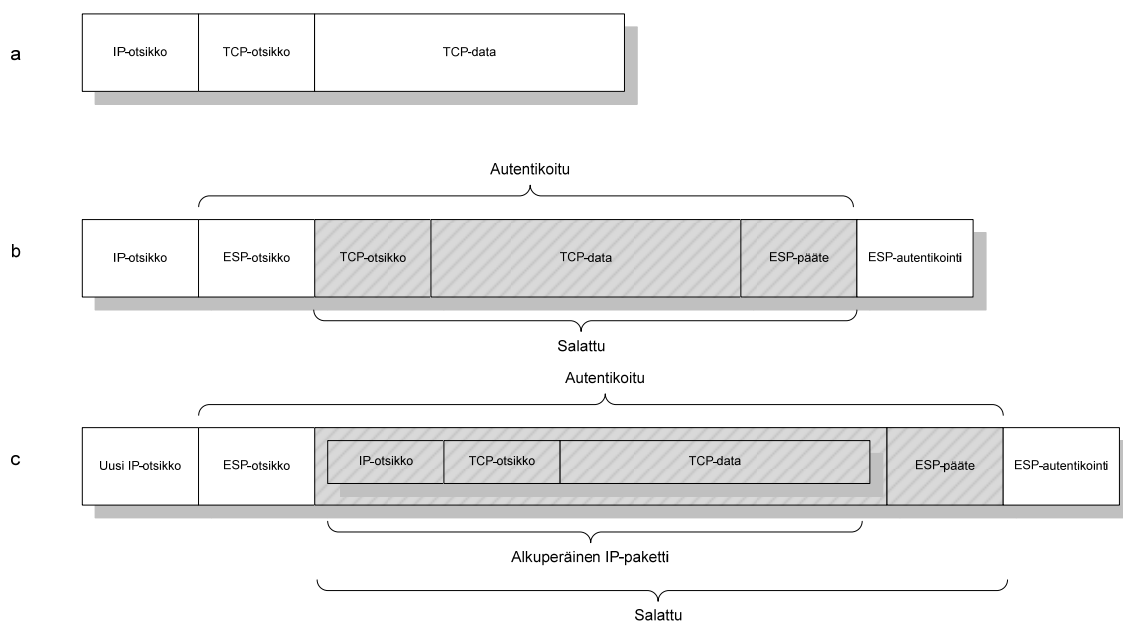 a
IP-otsikko TCP-otsikko TCP-data
Autentikoitu
b
IP-otsikko ESP-otsikko TCP-otsikko TCP-data ESP-pääte ESP-autentikointi
Salattu
Autentikoitu
c
Uusi IP-otsikko ESP-otsikko IP-otsikko TCP-otsikko TCP-data ESP-pääte ESP-autentikointi
Alkuperäinen IP-paketti
Salattu